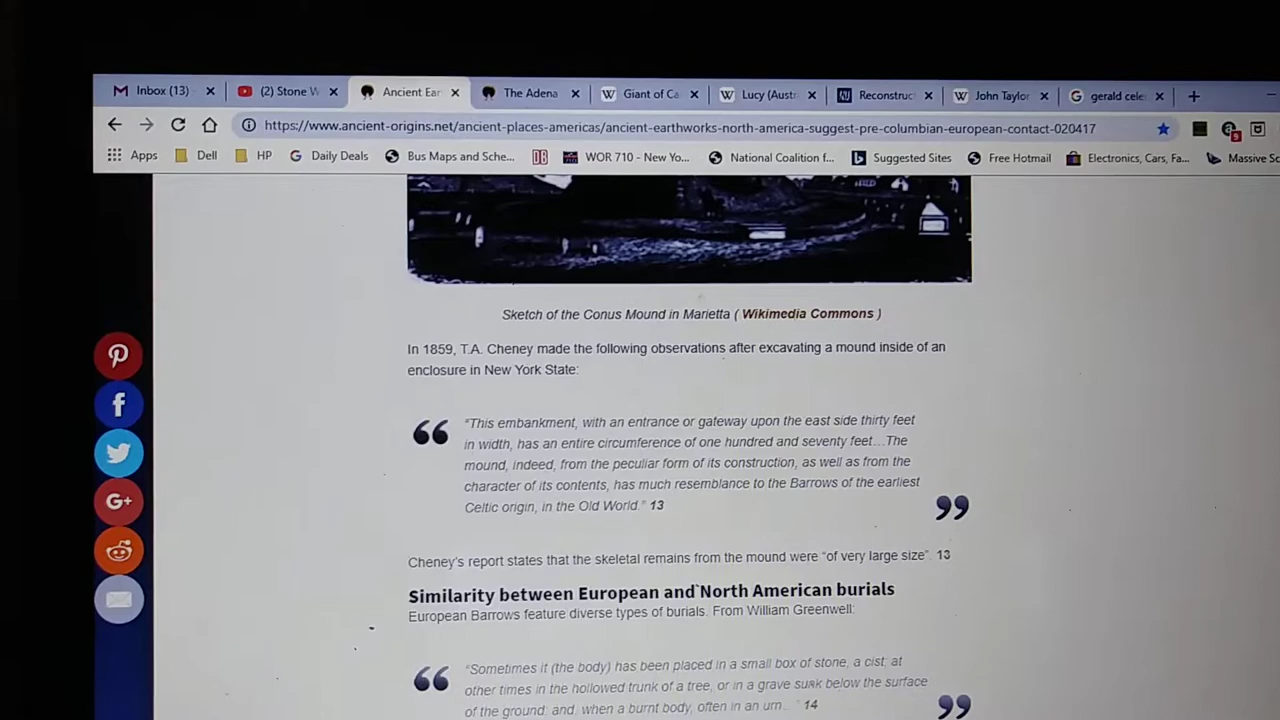 Inbox (13)
(2) Stone W
Ancient Ear
The Adena
Giant of Ca
Lucy (Austr
Reconstruc
John Taylor
gerald cele
https://www.ancient-origins.net/ancient-places-americas/ancient-earthworks-north-america-suggest-pre-columbian-european-contact-020417
Apps
Dell
HP
Daily Deals
Bus Maps and Sche...
DB
WOR 710 - New Yo...
National Coalition f...
Suggested Sites
Free Hotmail
Electronics, Cars, Fa...
Massive Sc
Sketch of the Conus Mound in Marietta ( Wikimedia Commons )
In 1859, T.A. Cheney made the following observations after excavating a mound inside of an
enclosure in New York State:
“This embankment, with an entrance or gateway upon the east side thirty feet
in width, has an entire circumference of one hundred and seventy feet…The
mound, indeed, from the peculiar form of its construction, as well as from the
character of its contents, has much resemblance to the Barrows of the earliest
Celtic origin, in the Old World.” 13
Cheney’s report states that the skeletal remains from the mound were “of very large size”. 13
Similarity between European and North American burials
European Barrows feature diverse types of burials. From William Greenwell:
“Sometimes it (the body) has been placed in a small box of stone, a cist; at
other times in the hollowed trunk of a tree, or in a grave sunk below the surface
of the ground; and, when a burnt body, often in an urn… ” 14